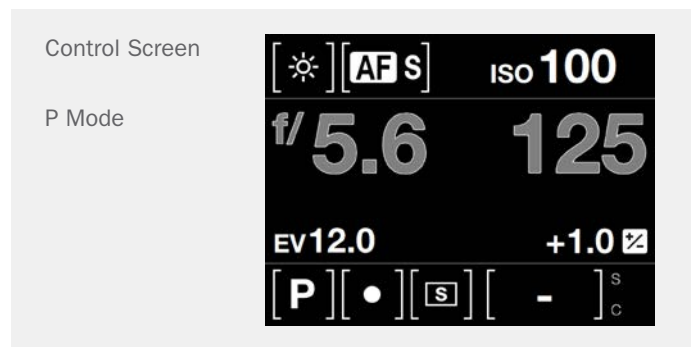 Control Screen
P Mode
[ ][AF S] ISO 100
f/5.6 125
EV12.0 +1.0 +/-
[P][●][S][ - ] S
C